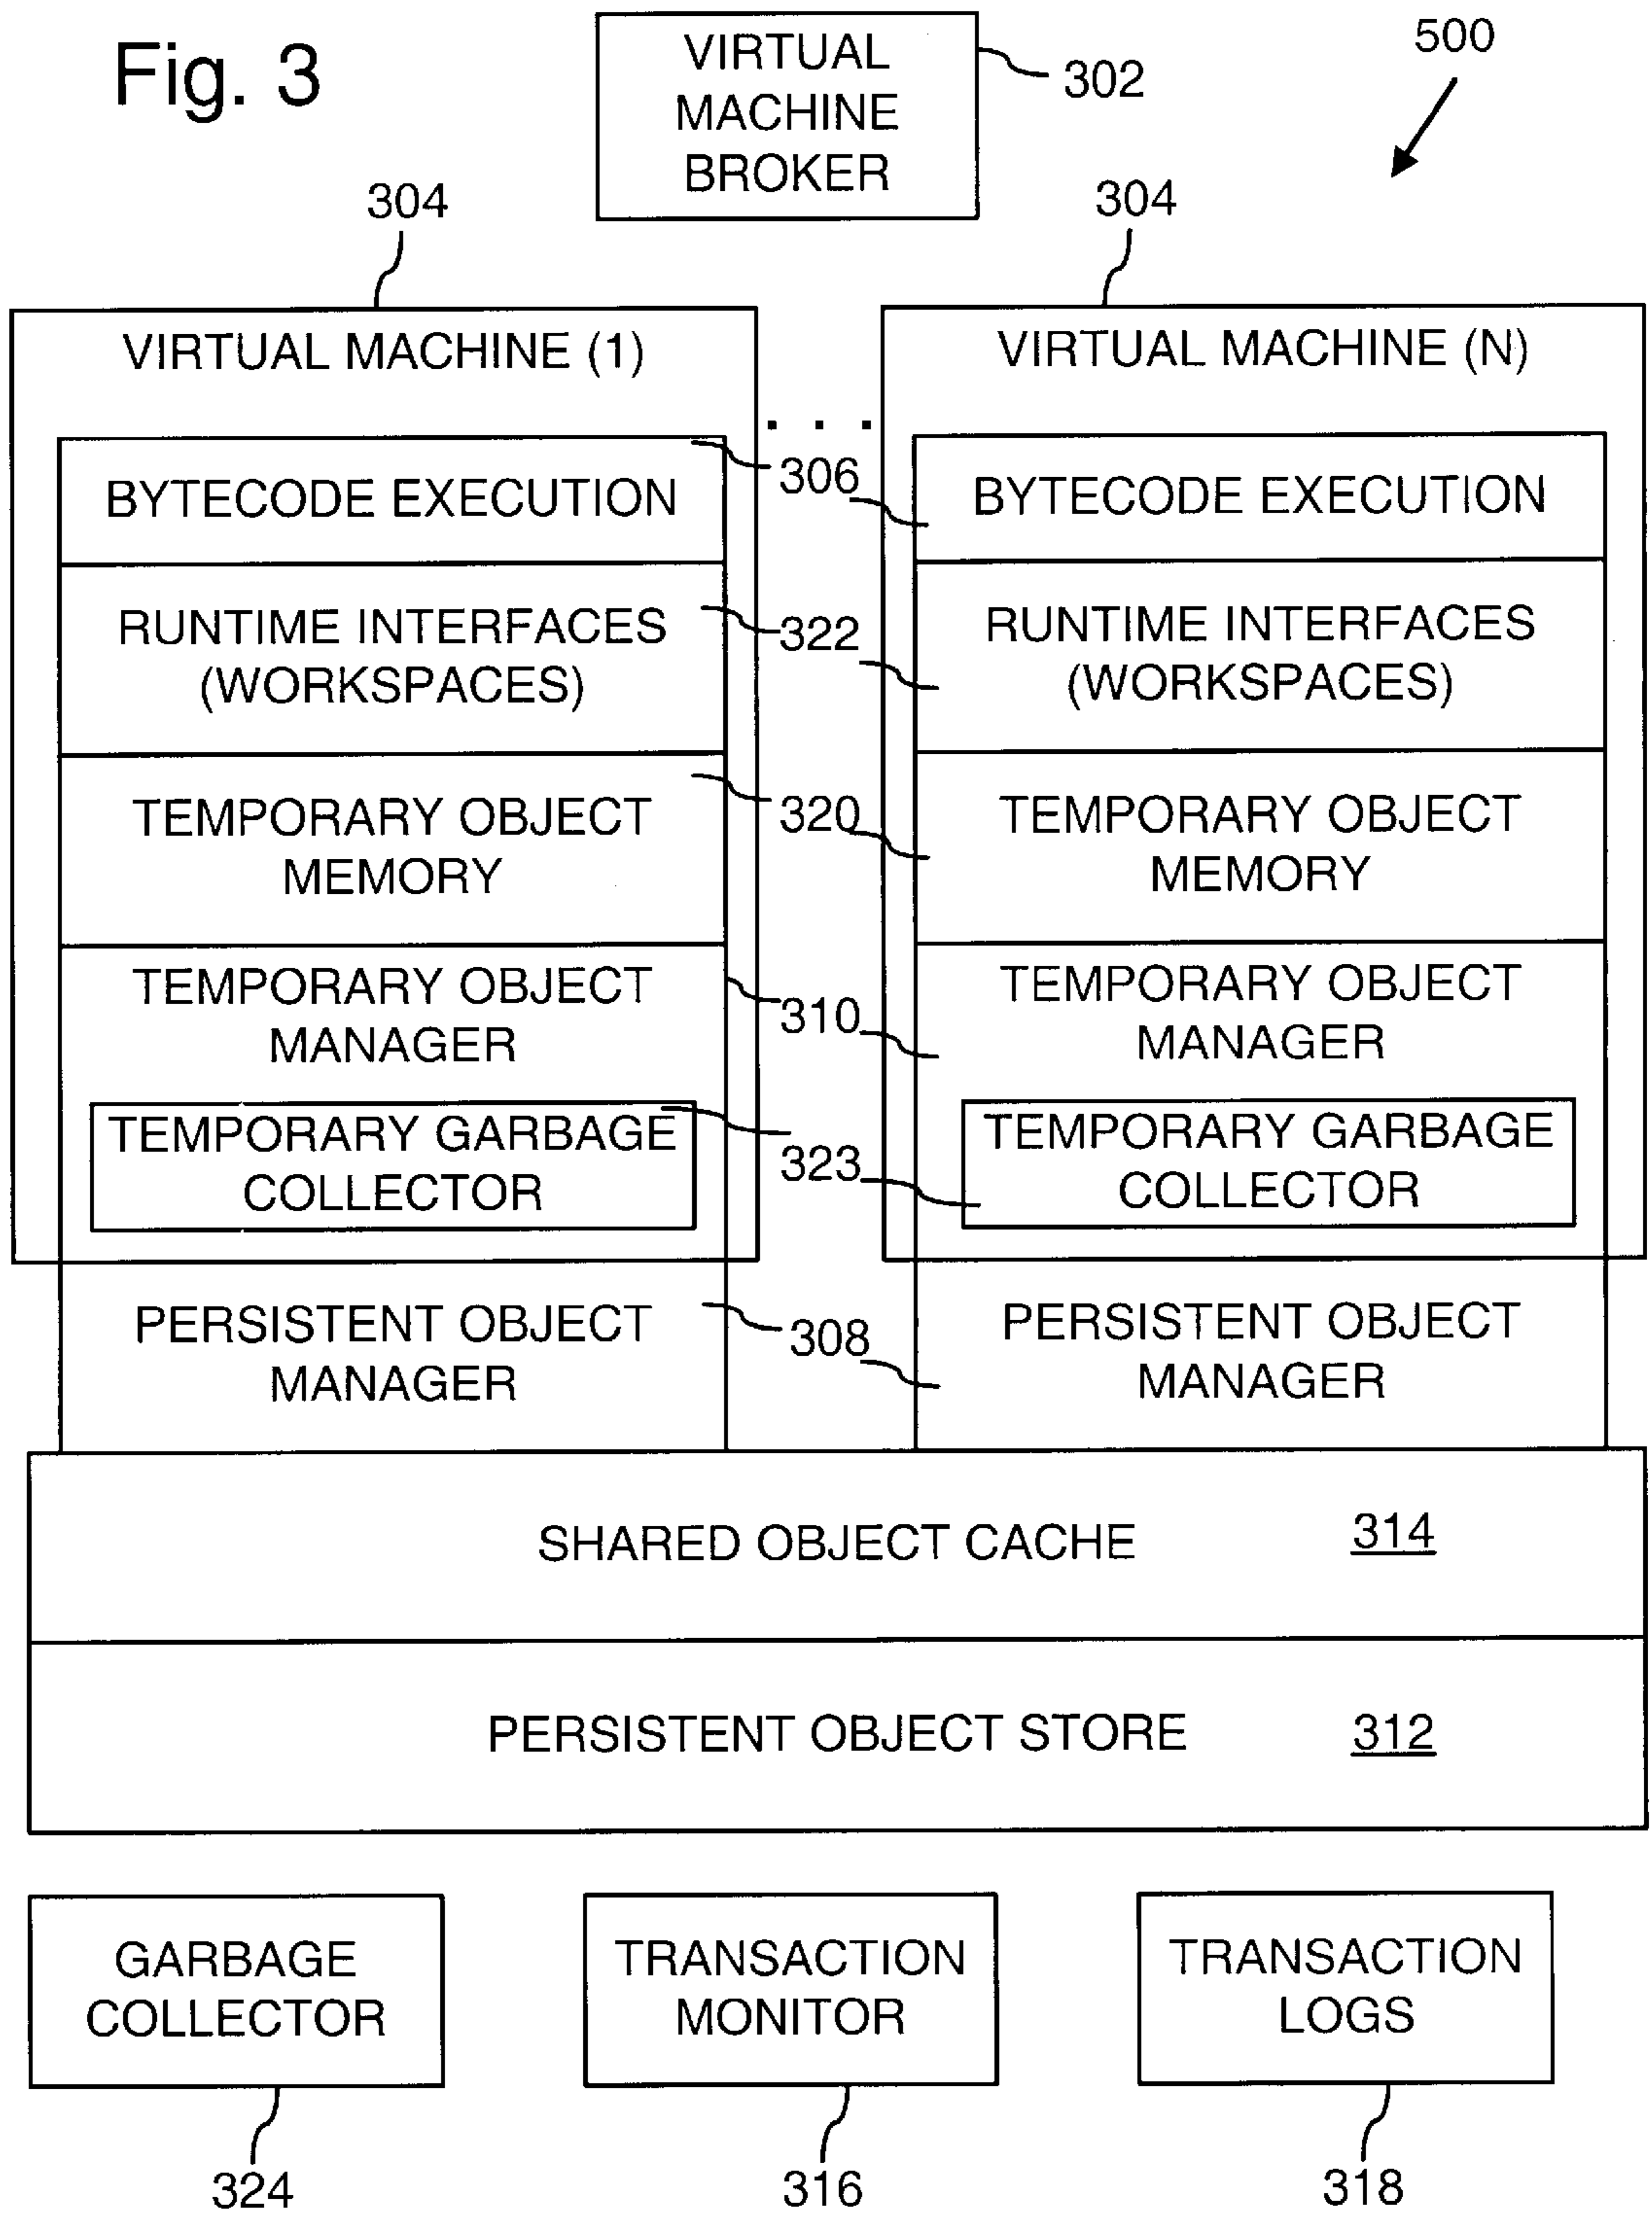 Fig. 3
VIRTUAL
MACHINE
BROKER
302
500
304
304
VIRTUAL MACHINE (1)
VIRTUAL MACHINE (N)
. . .
BYTECODE EXECUTION
306
BYTECODE EXECUTION
RUNTIME INTERFACES
(WORKSPACES)
322
RUNTIME INTERFACES
(WORKSPACES)
TEMPORARY OBJECT
MEMORY
320
TEMPORARY OBJECT
MEMORY
TEMPORARY OBJECT
MANAGER
310
TEMPORARY OBJECT
MANAGER
TEMPORARY GARBAGE
COLLECTOR
323
TEMPORARY GARBAGE
COLLECTOR
PERSISTENT OBJECT
MANAGER
308
PERSISTENT OBJECT
MANAGER
SHARED OBJECT CACHE 314
PERSISTENT OBJECT STORE 312
GARBAGE
COLLECTOR
TRANSACTION
MONITOR
TRANSACTION
LOGS
324
316
318